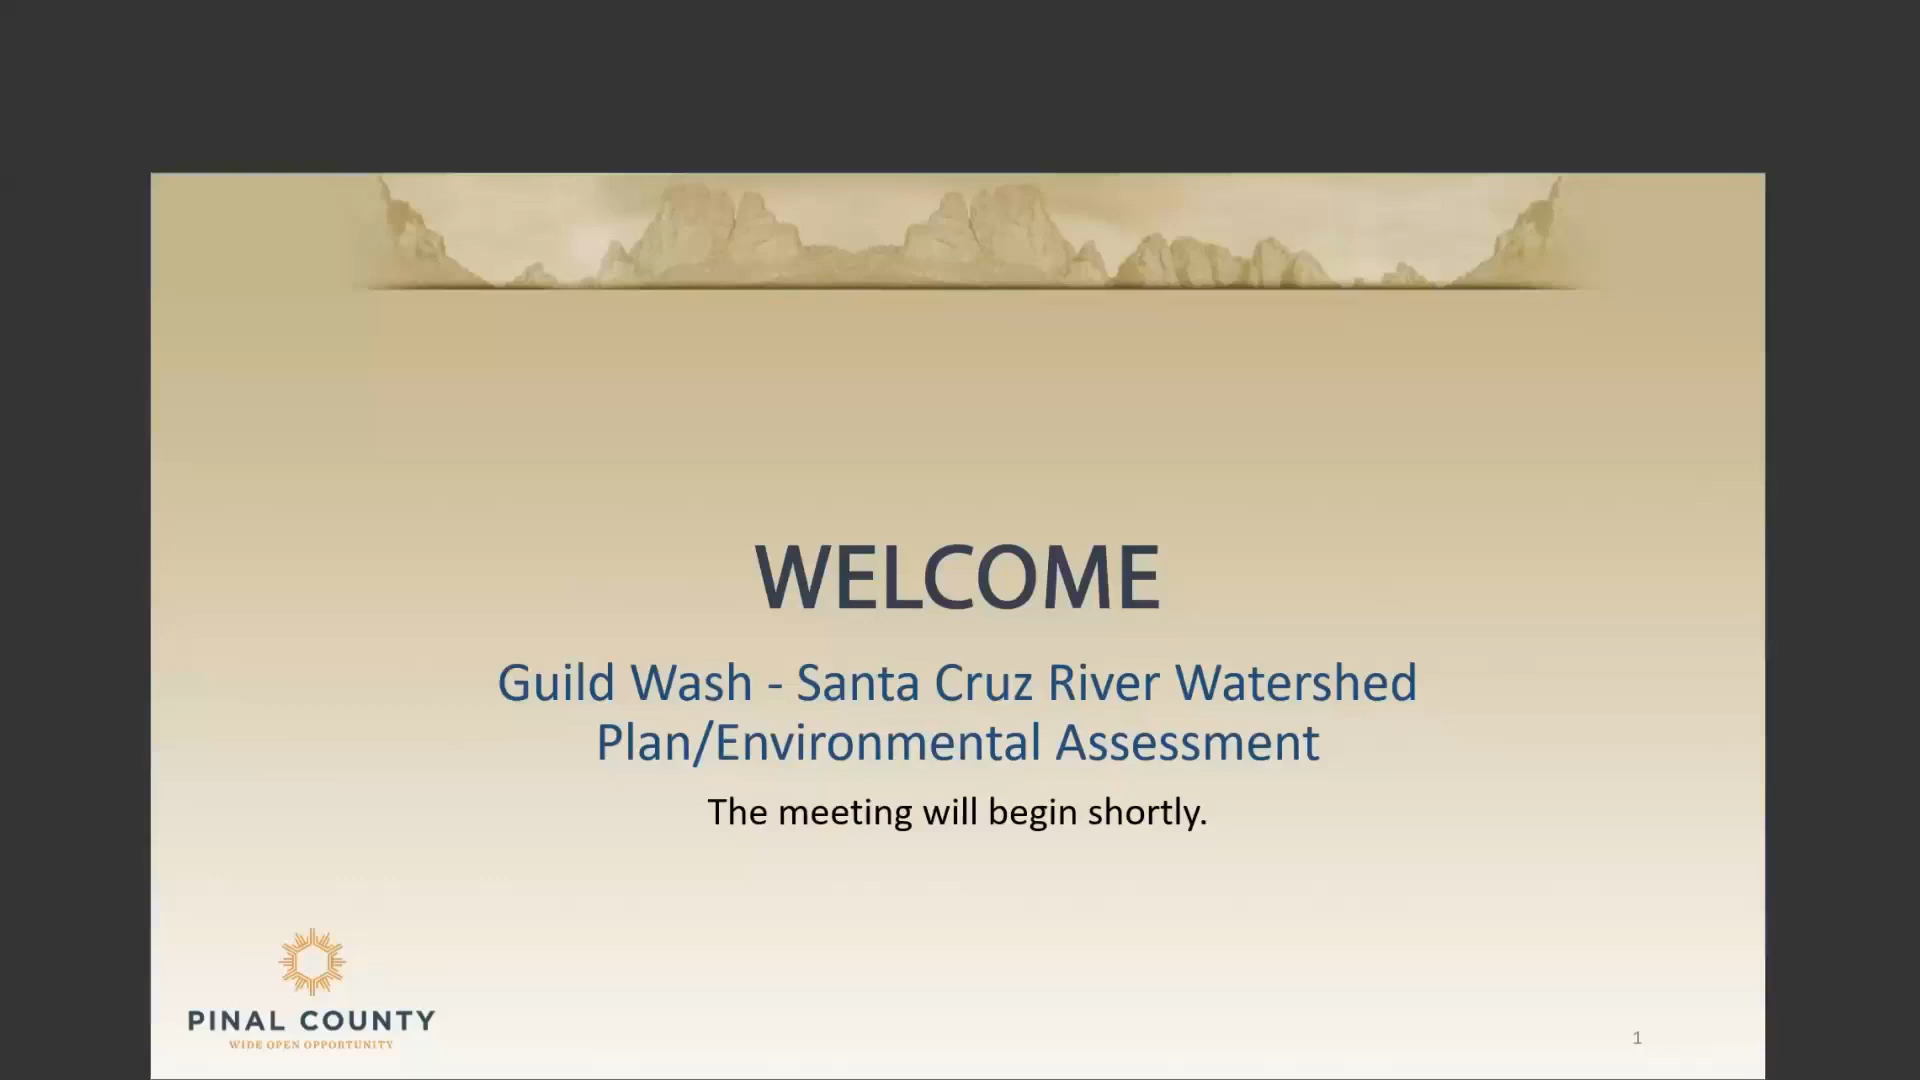 WELCOME
Guild Wash - Santa Cruz River Watershed
Plan/Environmental Assessment
The meeting will begin shortly.
PINAL COUNTY
WIDE OPEN OPPORTUNITY
1